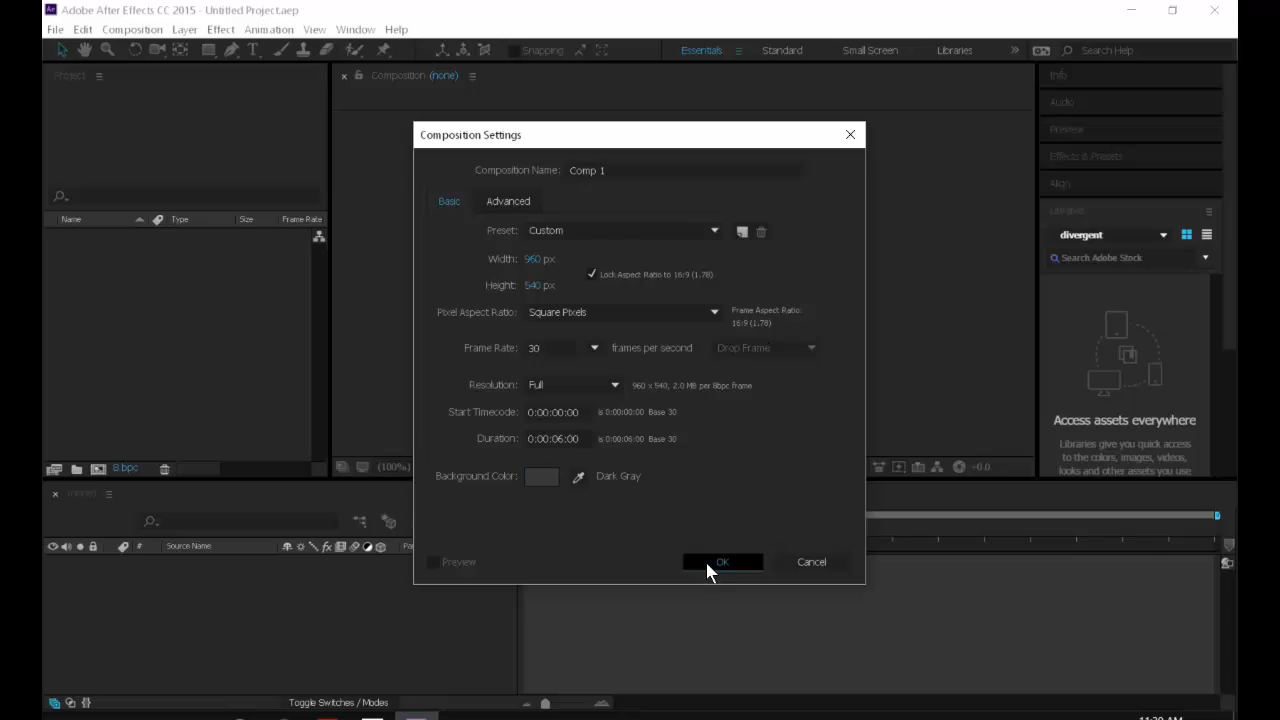 Adobe After Effects CC 2015 - Untitled Project.aep
File Edit Composition Layer Effect Animation View Window Help
Snapping Essentials Standard Small Screen Libraries Search Help
Project
Composition (none)
Info
Audio
Preview
Effects & Presets
Align
Libraries
divergent
Search Adobe Stock
Access assets everywhere
Libraries give you quick access
to the colors, images, videos,
looks and other assets you use
Name Type Size Frame Rate
8 bpc
(100%)
+0.0
Composition Settings
Composition Name: Comp 1
Basic Advanced
Preset: Custom
Width: 960 px
Lock Aspect Ratio to 16:9 (1.78)
Height: 540 px
Pixel Aspect Ratio: Square Pixels
Frame Aspect Ratio:
16:9 (1.78)
Frame Rate: 30 frames per second Drop Frame
Resolution: Full 960 x 540, 2.0 MB per 8bpc frame
Start Timecode: 0:00:00:00 is 0:00:00:00 Base 30
Duration: 0:00:06:00 is 0:00:06:00 Base 30
Background Color: Dark Gray
Preview OK Cancel
(none)
# Source Name
Toggle Switches / Modes